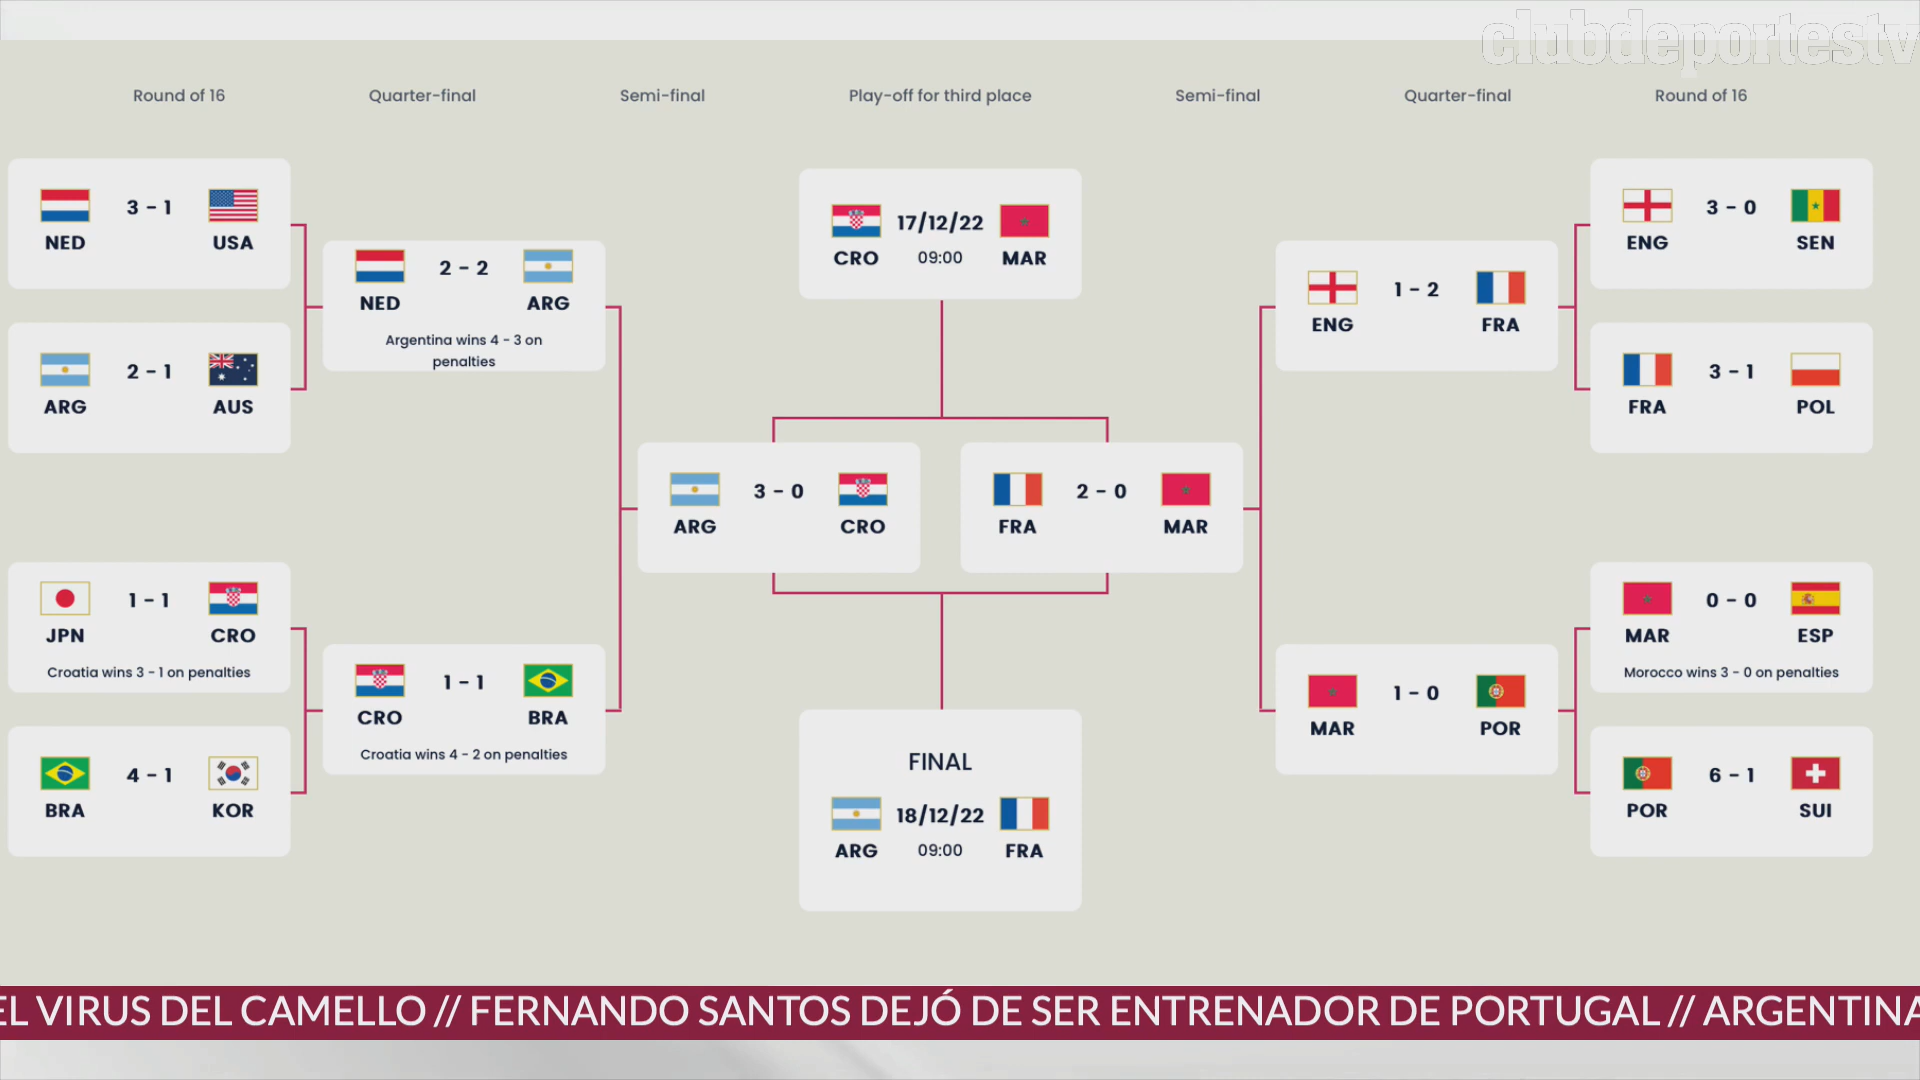 clubdeportestv
Round of 16 Quarter-final Semi-final Play-off for third place Semi-final Quarter-final Round of 16
3 - 1
NED USA
2 - 1
ARG AUS
1 - 1
JPN CRO
Croatia wins 3 - 1 on penalties
4 - 1
BRA KOR
2 - 2
NED ARG
Argentina wins 4 - 3 on
penalties
1 - 1
CRO BRA
Croatia wins 4 - 2 on penalties
3 - 0
ARG CRO
17/12/22
CRO 09:00 MAR
FINAL
18/12/22
ARG 09:00 FRA
2 - 0
FRA MAR
1 - 2
ENG FRA
1 - 0
MAR POR
3 - 0
ENG SEN
3 - 1
FRA POL
0 - 0
MAR ESP
Morocco wins 3 - 0 on penalties
6 - 1
POR SUI
EL VIRUS DEL CAMELLO // FERNANDO SANTOS DEJÓ DE SER ENTRENADOR DE PORTUGAL // ARGENTINA